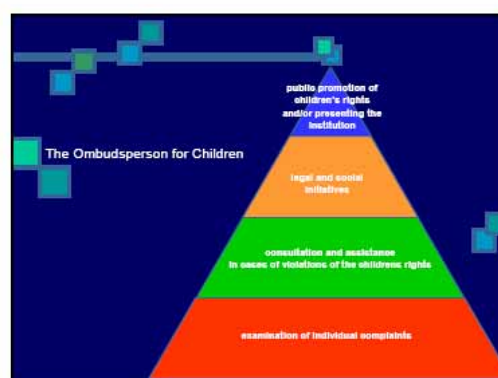 public promotion of
children's rights
and/or presenting the
institution
The Ombudsperson for Children
legal and social
initiatives
consultation and assistance
in cases of violations of the childrens rights
examination of individual complaints